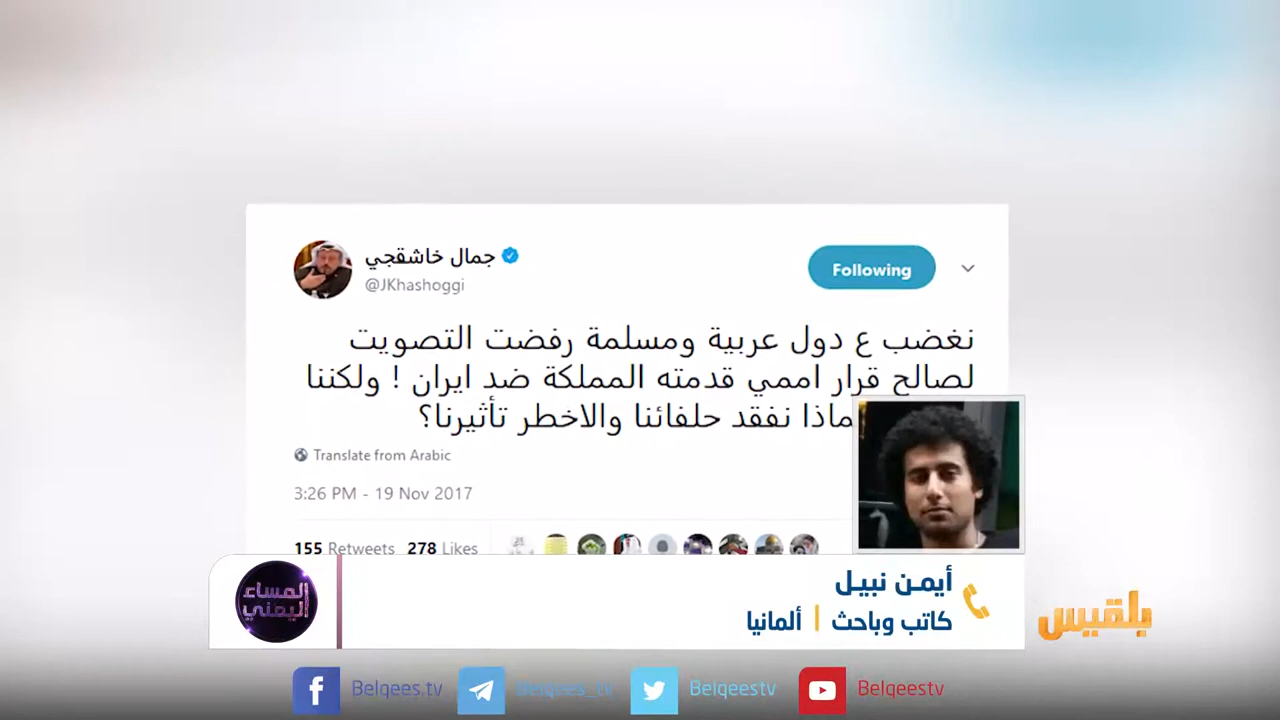 جمال خاشقجي
@JKhashoggi
Following
نغضب ع دول عربية ومسلمة رفضت التصويت
لصالح قرار اممي قدمته المملكة ضد ايران ! ولكننا
نفقد حلفائنا والاخطر تأثيرنا؟
Translate from Arabic
3:26 PM - 19 Nov 2017
155 Retweets 278 Likes
أيمن نبيل
كاتب وباحث | ألمانيا
المساء
اليمني
بلقيس
Belqees.tv
Belqees_tv
Belqeestv
Belqeestv